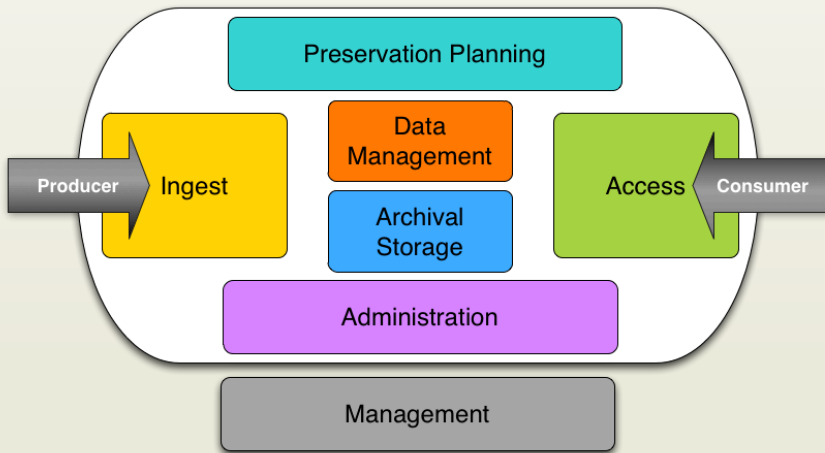 Preservation Planning
Data
Management
Producer
Ingest
Access
Consumer
Archival
Storage
Administration
Management